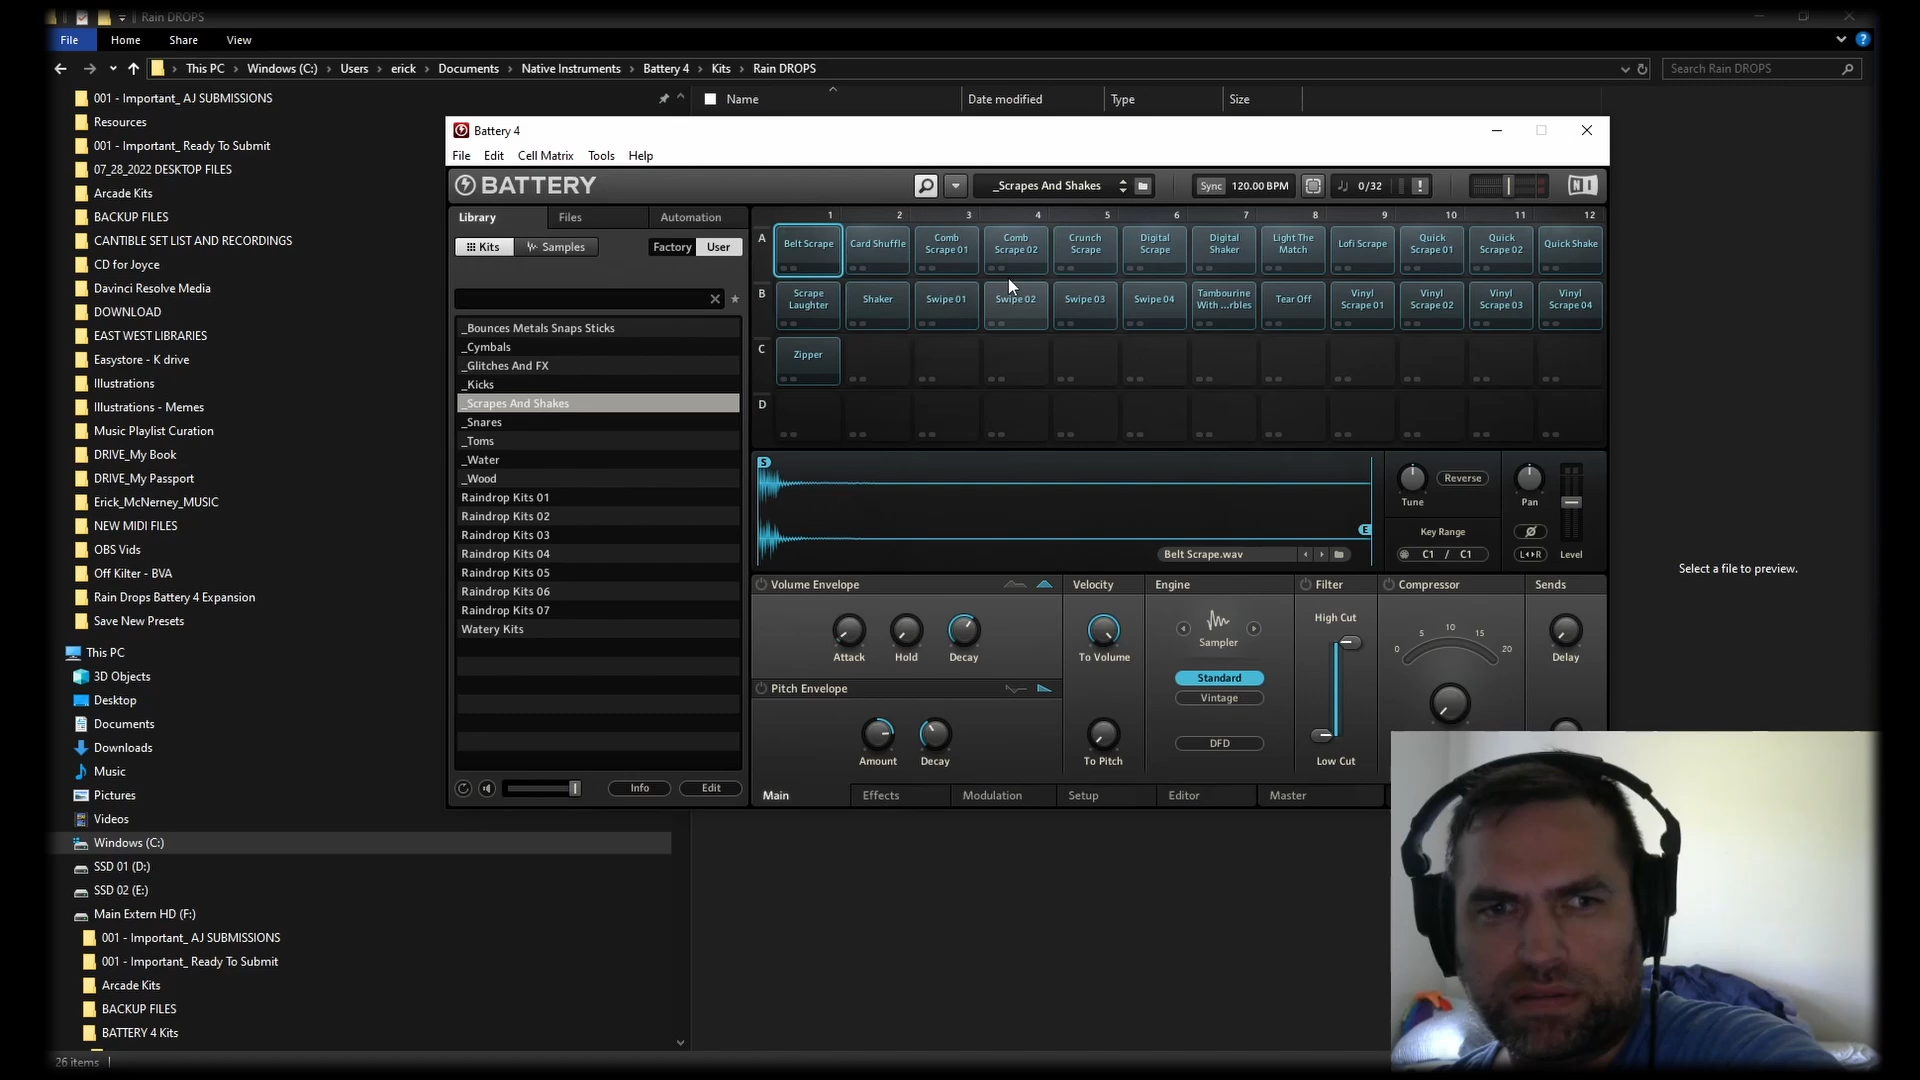 Rain DROPS
File Home Share View
This PC Windows (C:) Users erick Documents Native Instruments Battery 4 Kits Rain DROPS Search Rain DROPS
Name Date modified Type Size
001 - Important_ AJ SUBMISSIONS
Resources
001 - Important_ Ready To Submit
07_28_2022 DESKTOP FILES
Arcade Kits
BACKUP FILES
CANTIBLE SET LIST AND RECORDINGS
CD for Joyce
Davinci Resolve Media
DOWNLOAD
EAST WEST LIBRARIES
Easystore - K drive
Illustrations
Illustrations - Memes
Music Playlist Curation
DRIVE_My Book
DRIVE_My Passport
Erick_McNerney_MUSIC
NEW MIDI FILES
OBS Vids
Off Kilter - BVA
Rain Drops Battery 4 Expansion
Save New Presets
This PC
3D Objects
Desktop
Documents
Downloads
Music
Pictures
Videos
Windows (C:)
SSD 01 (D:)
SSD 02 (E:)
Main Extern HD (F:)
001 - Important_ AJ SUBMISSIONS
001 - Important_ Ready To Submit
Arcade Kits
BACKUP FILES
BATTERY 4 Kits
26 items
Battery 4
File Edit Cell Matrix Tools Help
BATTERY _Scrapes And Shakes Sync 120.00 BPM 0/32 ! NI
Library Files Automation
Kits Samples Factory User
_Bounces Metals Snaps Sticks
_Cymbals
_Glitches And FX
_Kicks
_Scrapes And Shakes
_Snares
_Toms
_Water
_Wood
Raindrop Kits 01
Raindrop Kits 02
Raindrop Kits 03
Raindrop Kits 04
Raindrop Kits 05
Raindrop Kits 06
Raindrop Kits 07
Watery Kits
Info Edit
1 2 3 4 5 6 7 8 9 10 11 12
A Belt Scrape Card Shuffle Comb Scrape 01 Comb Scrape 02 Crunch Scrape Digital Scrape Digital Shaker Light The Match Lofi Scrape Quick Scrape 01 Quick Scrape 02 Quick Shake
B Scrape Laughter Shaker Swipe 01 Swipe 02 Swipe 03 Swipe 04 Tambourine With ...rbles Tear Off Vinyl Scrape 01 Vinyl Scrape 02 Vinyl Scrape 03 Vinyl Scrape 04
C Zipper
D
S
E
Belt Scrape.wav
Tune Reverse Pan
Key Range
C1 / C1 L R Level
Volume Envelope Velocity Engine Filter Compressor Sends
Attack Hold Decay To Volume Sampler High Cut 0 5 10 15 20 Delay
Standard
Vintage
Pitch Envelope
Amount Decay To Pitch DFD Low Cut
Main Effects Modulation Setup Editor Master
Select a file to preview.